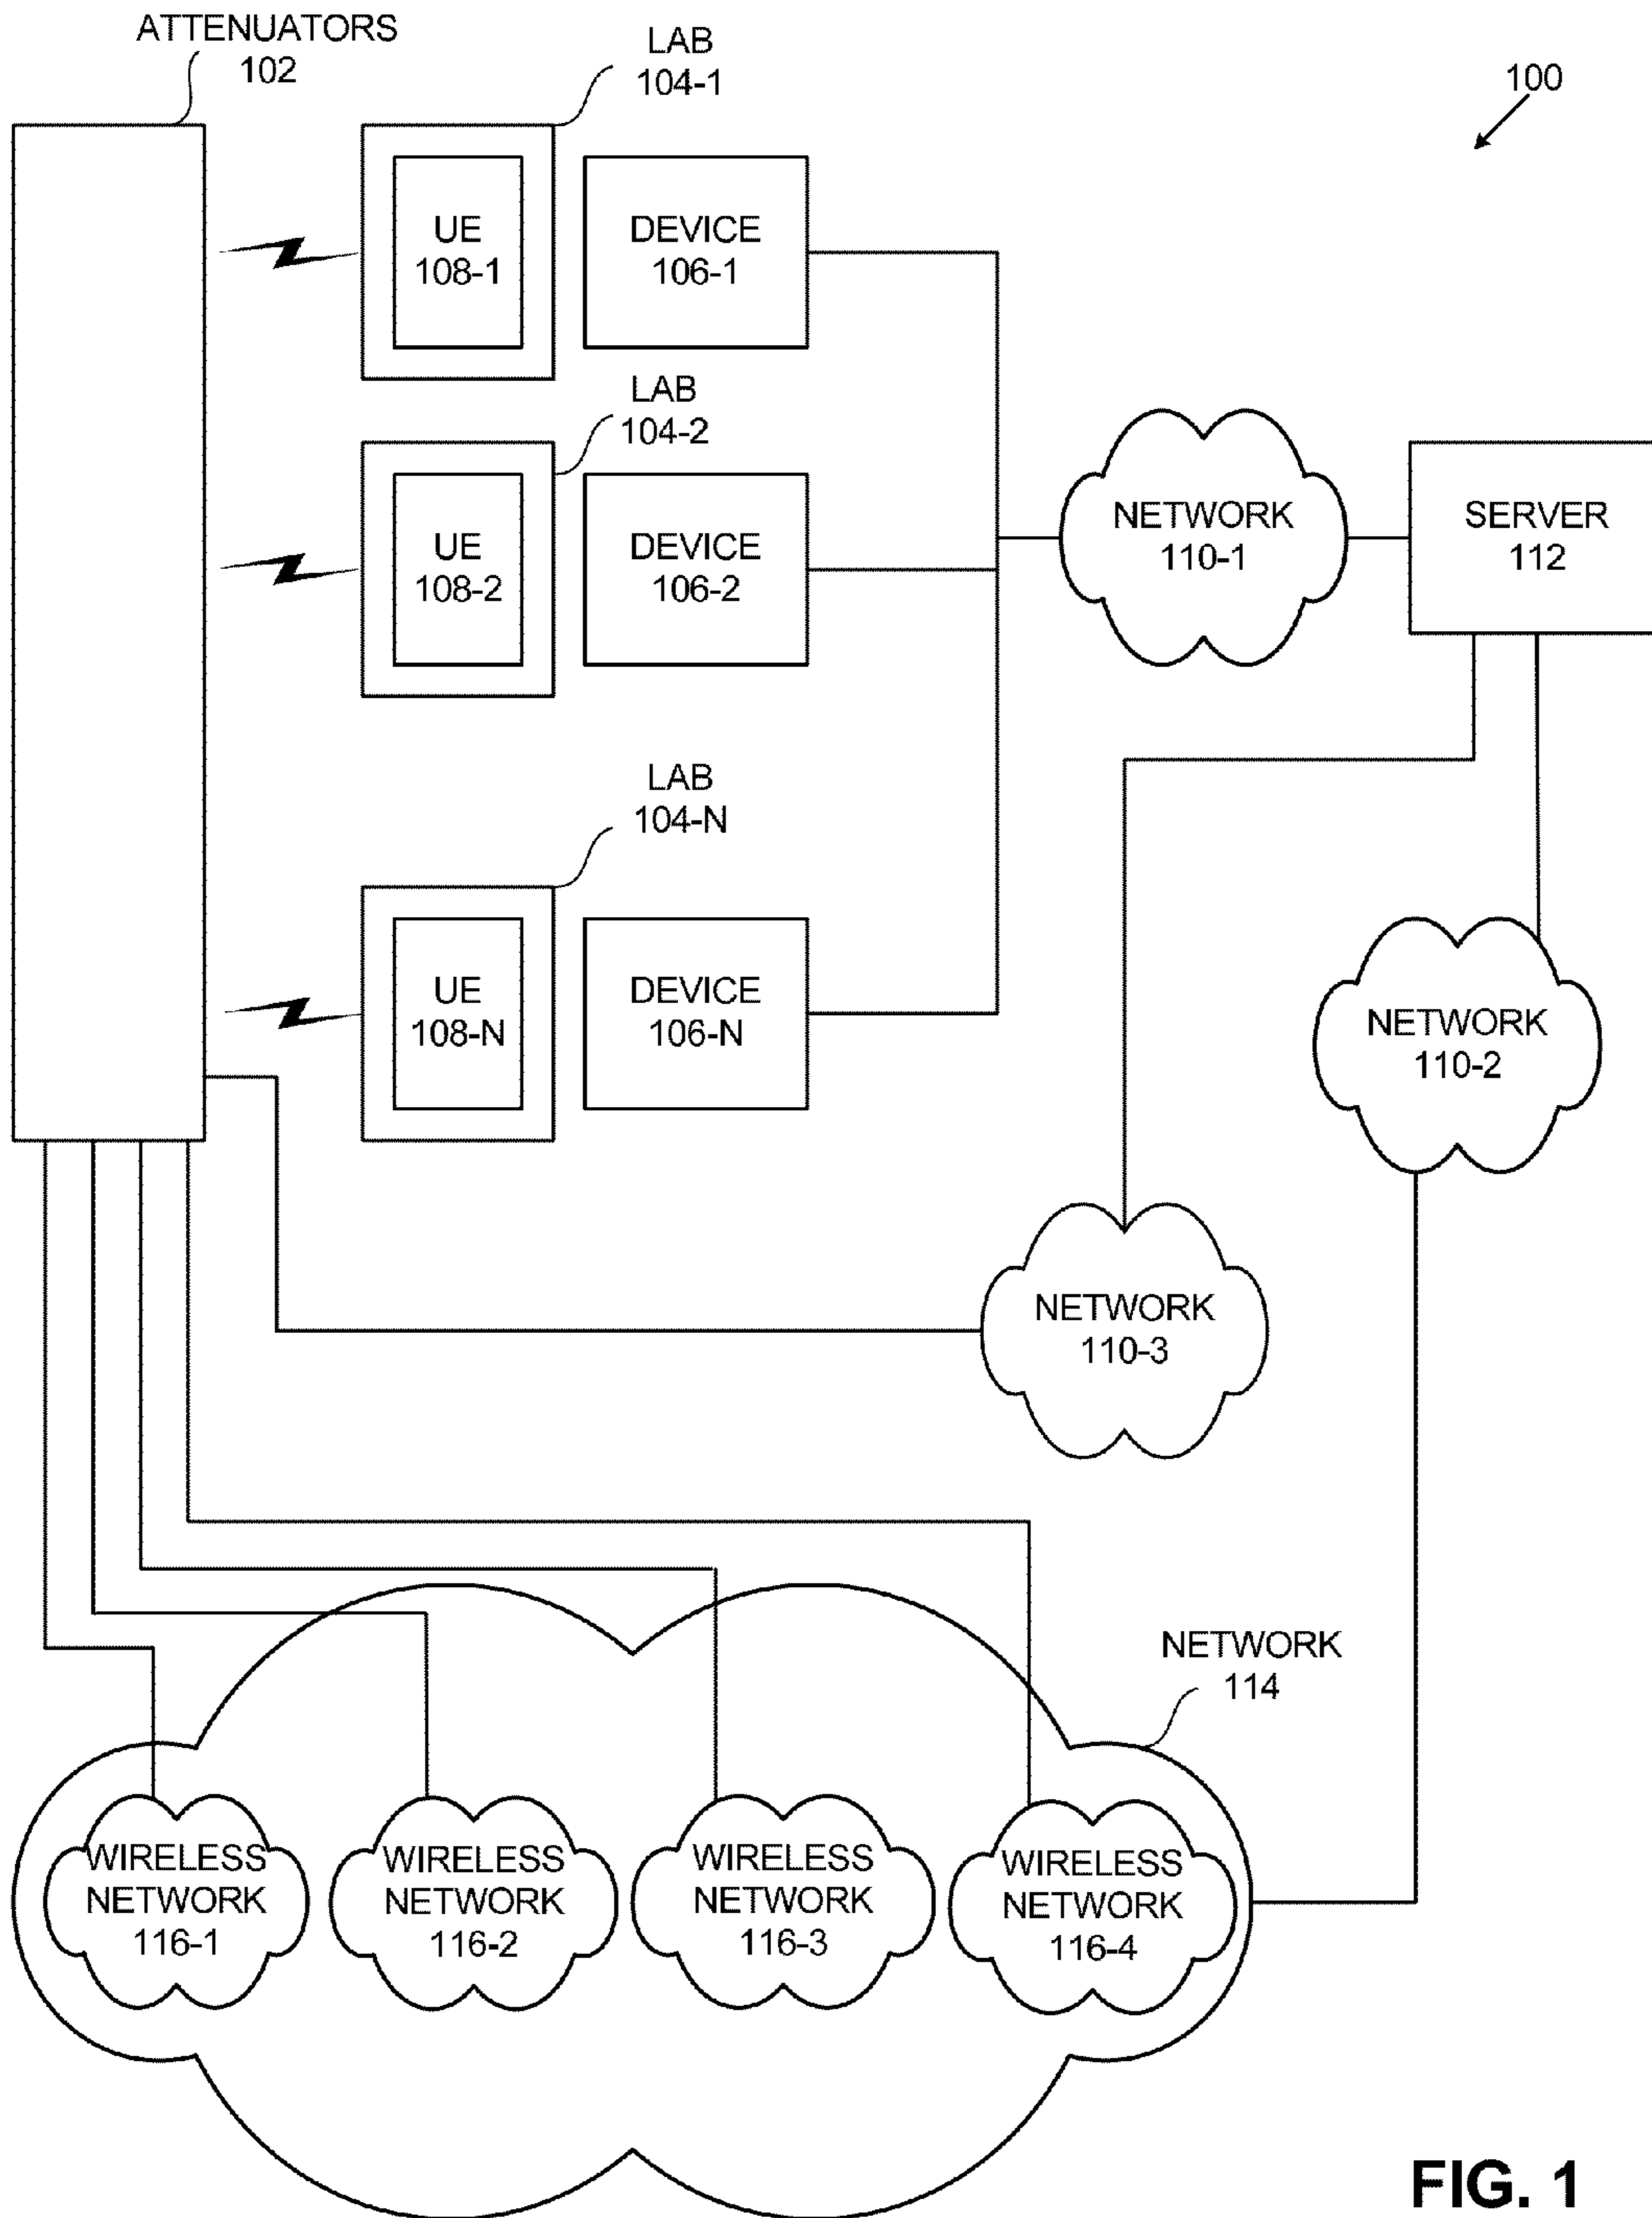 ATTENUATORS
102
LAB
104-1
100
UE
108-1
DEVICE
106-1
LAB
104-2
UE
108-2
DEVICE
106-2
NETWORK
110-1
SERVER
112
LAB
104-N
UE
108-N
DEVICE
106-N
NETWORK
110-2
NETWORK
110-3
NETWORK
114
WIRELESS
NETWORK
116-1
WIRELESS
NETWORK
116-2
WIRELESS
NETWORK
116-3
WIRELESS
NETWORK
116-4
FIG. 1